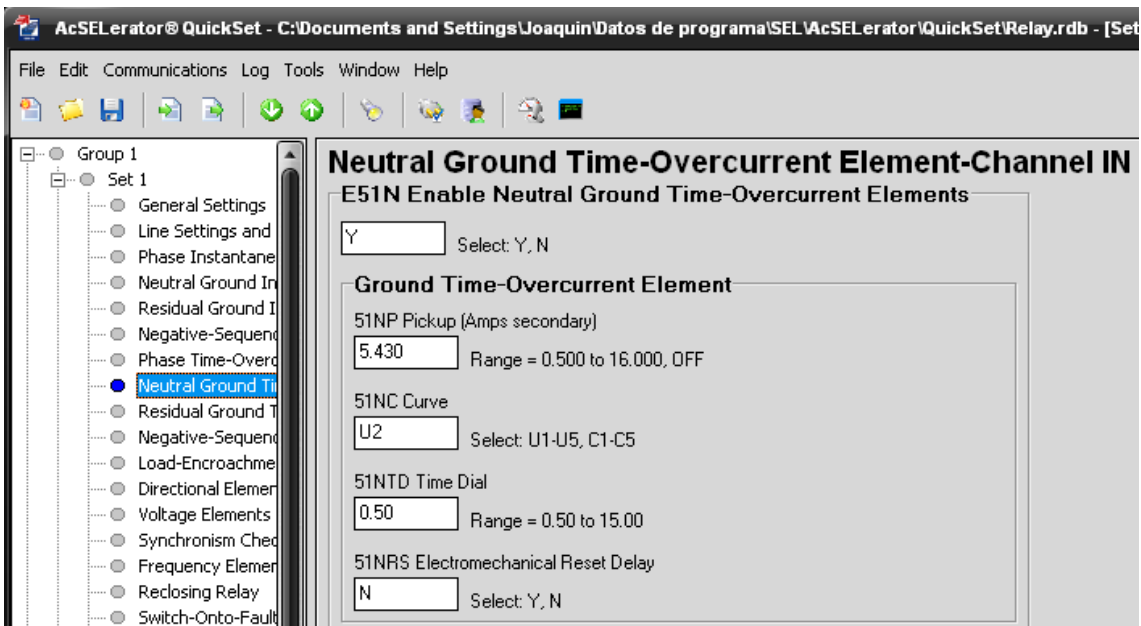 AcSELerator® QuickSet - C:\Documents and Settings\Joaquin\Datos de programa\SEL\AcSELerator\QuickSet\Relay.rdb - [Set
File Edit Communications Log Tools Window Help
Group 1
Set 1
General Settings
Line Settings and
Phase Instantane
Neutral Ground In
Residual Ground I
Negative-Sequenc
Phase Time-Overc
Neutral Ground Ti
Residual Ground T
Negative-Sequenc
Load-Encroachme
Directional Elemen
Voltage Elements
Synchronism Chec
Frequency Elemen
Reclosing Relay
Switch-Onto-Fault
Neutral Ground Time-Overcurrent Element-Channel IN
E51N Enable Neutral Ground Time-Overcurrent Elements
Y Select: Y, N
Ground Time-Overcurrent Element
51NP Pickup (Amps secondary)
5.430 Range = 0.500 to 16.000, OFF
51NC Curve
U2 Select: U1-U5, C1-C5
51NTD Time Dial
0.50 Range = 0.50 to 15.00
51NRS Electromechanical Reset Delay
N Select: Y, N